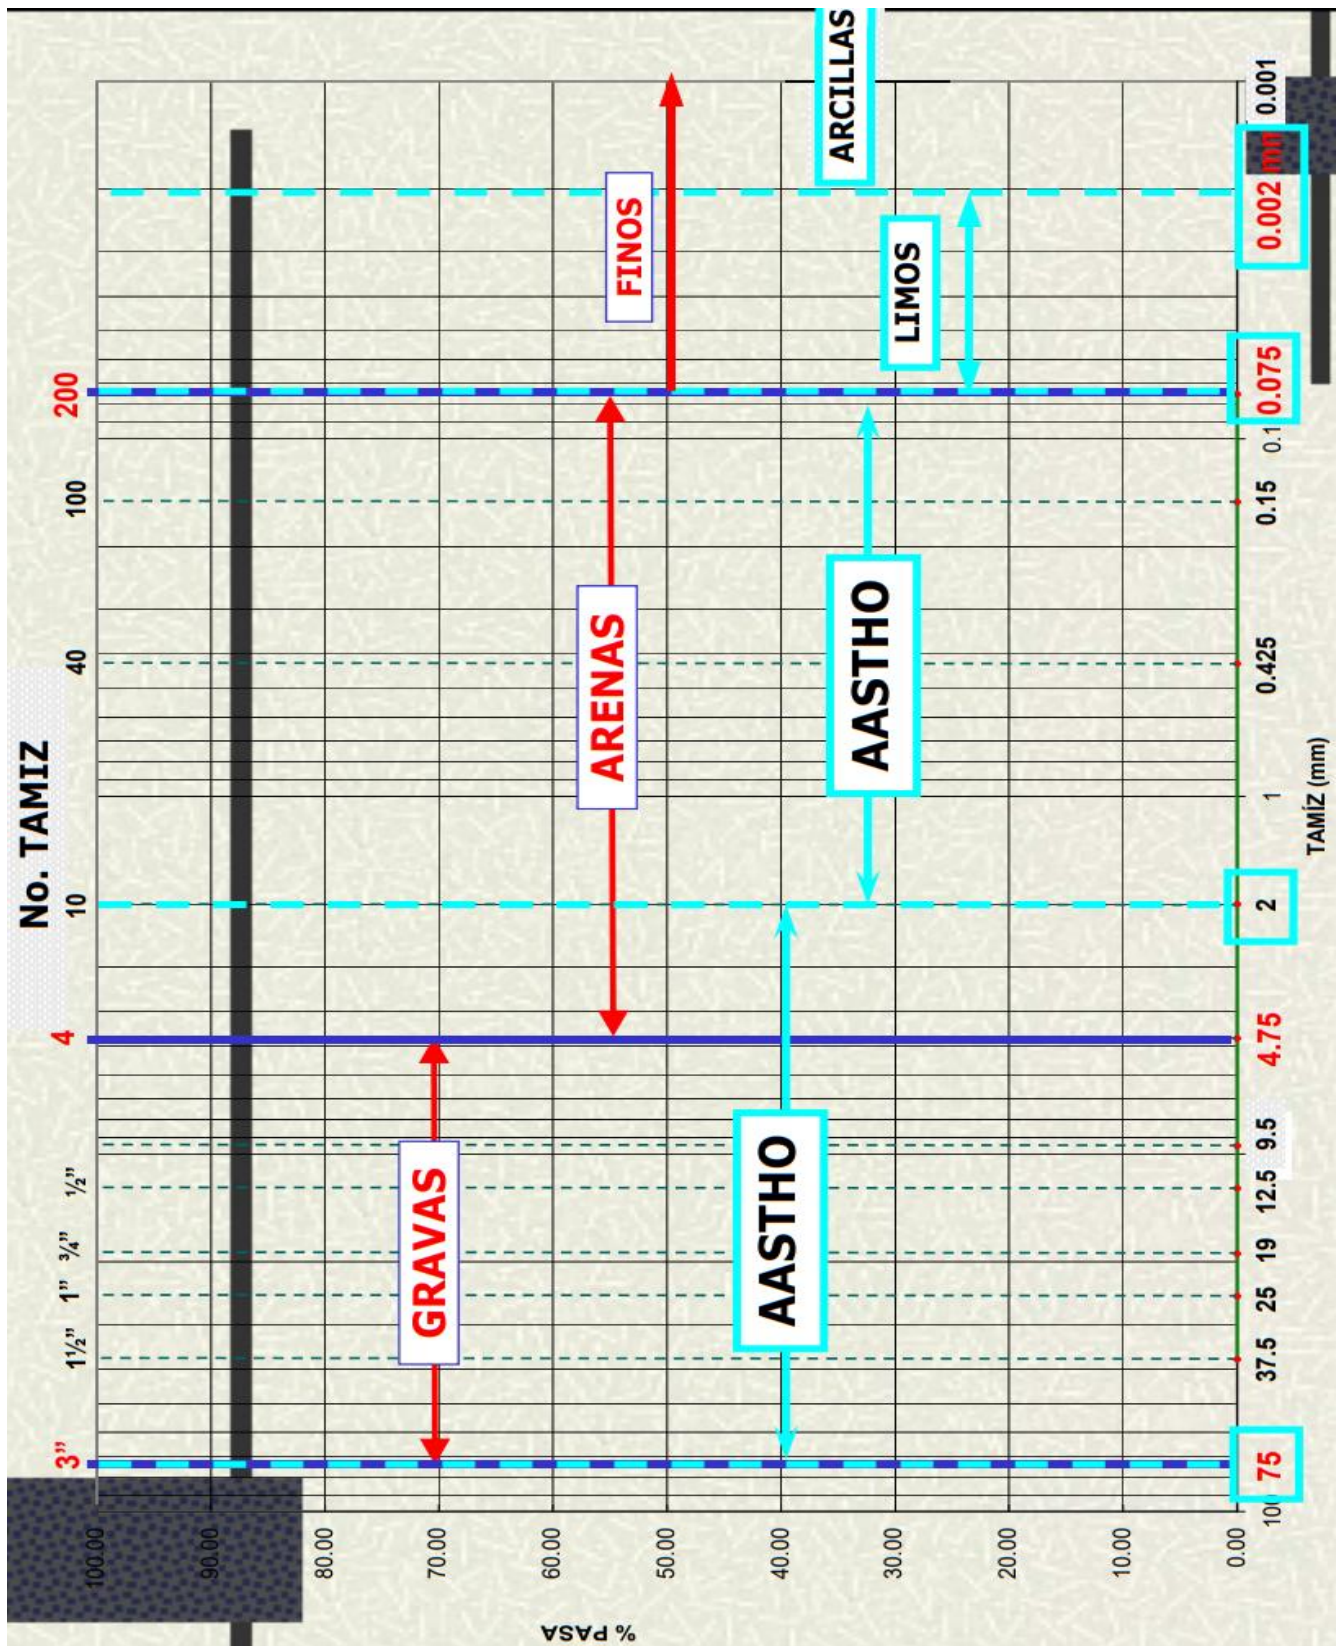 No. TAMIZ
3” 1½” 1” ¾” ½” 4 10 40 100 200
100.00
90.00
80.00
70.00
60.00
50.00
40.00
30.00
20.00
10.00
0.00
% PASA
GRAVAS
ARENAS
FINOS
AASTHO
AASTHO
LIMOS
ARCILLAS
100 75 37.5 25 19 12.5 9.5 4.75 2 1 0.425 0.15 0.1 0.075 0.002 mm 0.001
TAMÍZ (mm)